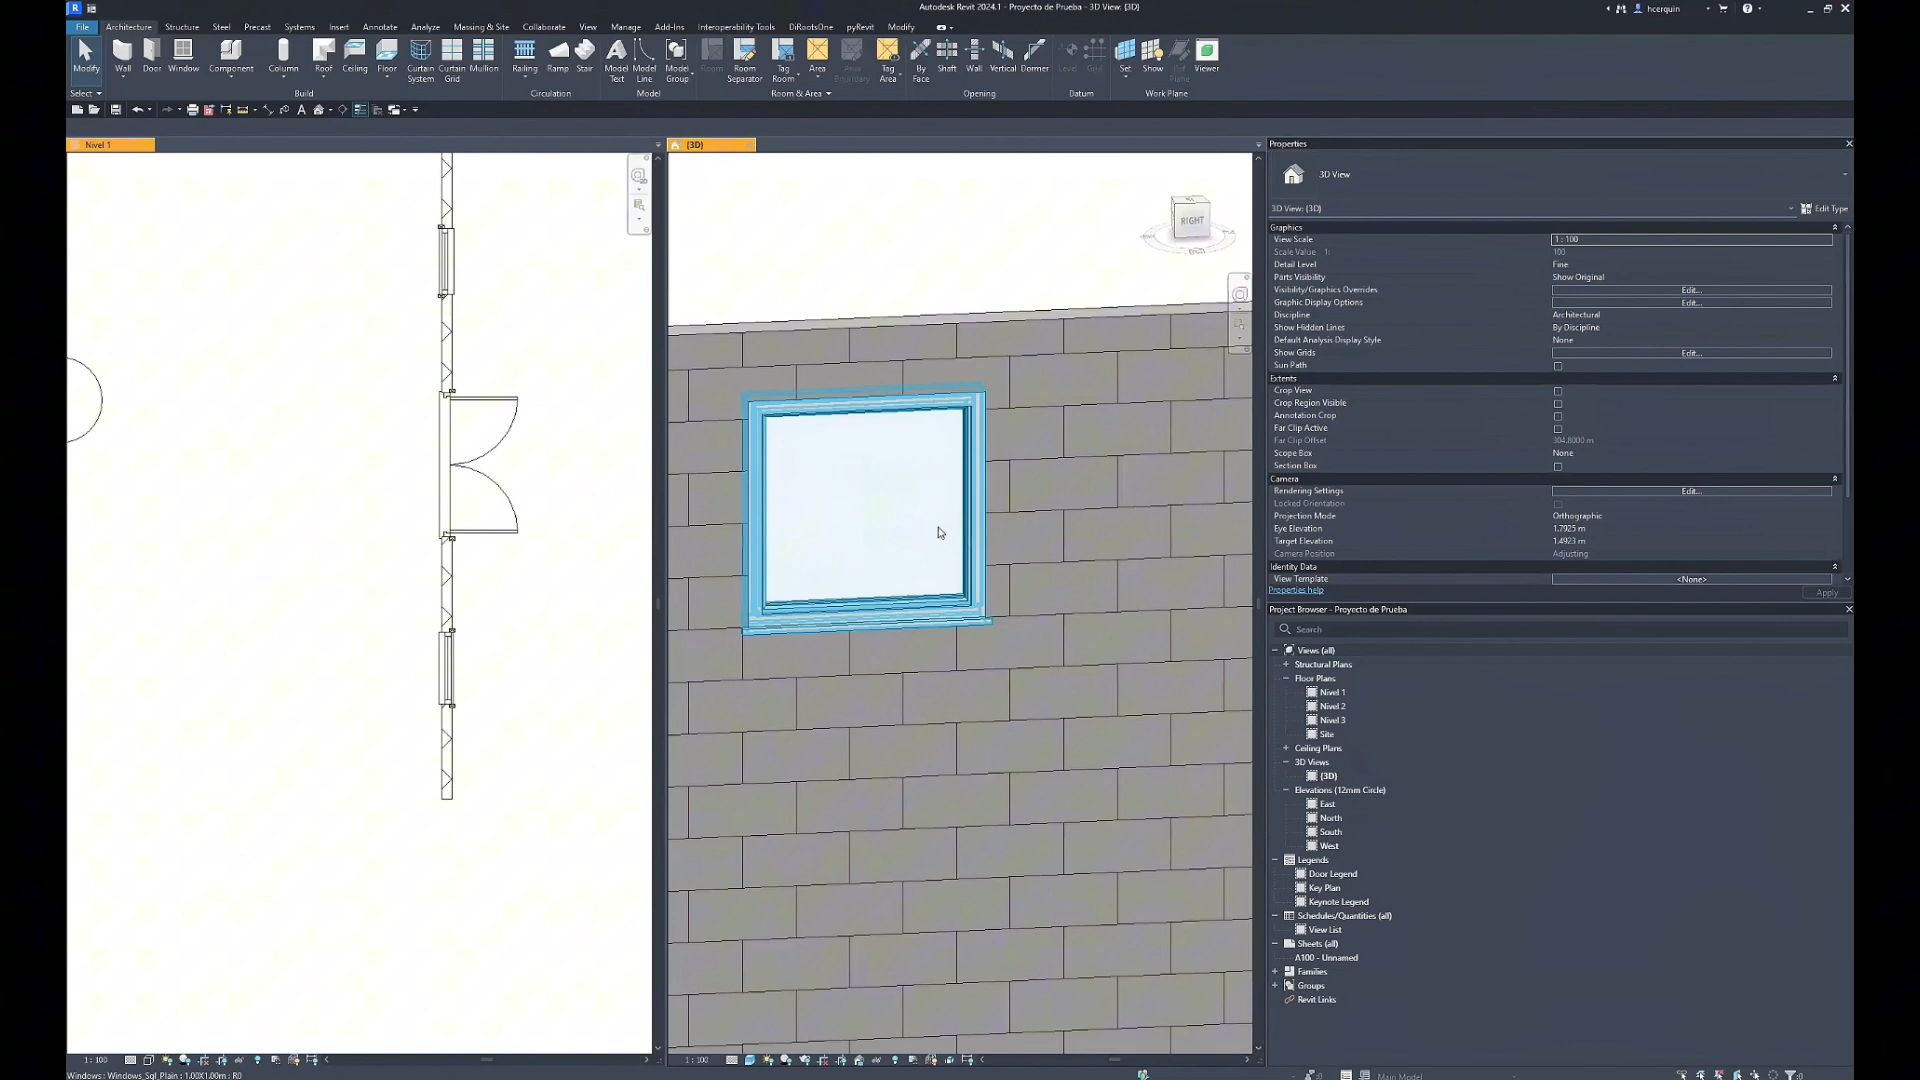 Autodesk Revit 2024.1 - Proyecto de Prueba - 3D View: {3D}
hcerquin
File Architecture Structure Steel Precast Systems Insert Annotate Analyze Massing & Site Collaborate View Manage Add-Ins Interoperability Tools DiRootsOne pyRevit Modify
Modify Wall Door Window Component Column Roof Ceiling Floor Curtain System Curtain Grid Mullion Railing Ramp Stair Model Text Model Line Model Group Room Room Separator Tag Room Area Area Boundary Tag Area By Face Shaft Wall Vertical Dormer Level Grid Set Show Ref Plane Viewer
Select Build Circulation Model Room & Area Opening Datum Work Plane
Nivel 1
{3D}
RIGHT
Properties
3D View
3D View: {3D} Edit Type
Graphics
View Scale 1 : 100
Scale Value 1: 100
Detail Level Fine
Parts Visibility Show Original
Visibility/Graphics Overrides Edit...
Graphic Display Options Edit...
Discipline Architectural
Show Hidden Lines By Discipline
Default Analysis Display Style None
Show Grids Edit...
Sun Path
Extents
Crop View
Crop Region Visible
Annotation Crop
Far Clip Active
Far Clip Offset 304.8000 m
Scope Box None
Section Box
Camera
Rendering Settings Edit...
Locked Orientation
Projection Mode Orthographic
Eye Elevation 1.7925 m
Target Elevation 1.4923 m
Camera Position Adjusting
Identity Data
View Template <None>
Properties help Apply
Project Browser - Proyecto de Prueba
Search
Views (all)
Structural Plans
Floor Plans
Nivel 1
Nivel 2
Nivel 3
Site
Ceiling Plans
3D Views
{3D}
Elevations (12mm Circle)
East
North
South
West
Legends
Door Legend
Key Plan
Keynote Legend
Schedules/Quantities (all)
View List
Sheets (all)
A100 - Unnamed
Families
Groups
Revit Links
1 : 100
1 : 100
Windows : Windows_Sgl_Plain : 1.00X1.00m : R0
Main Model